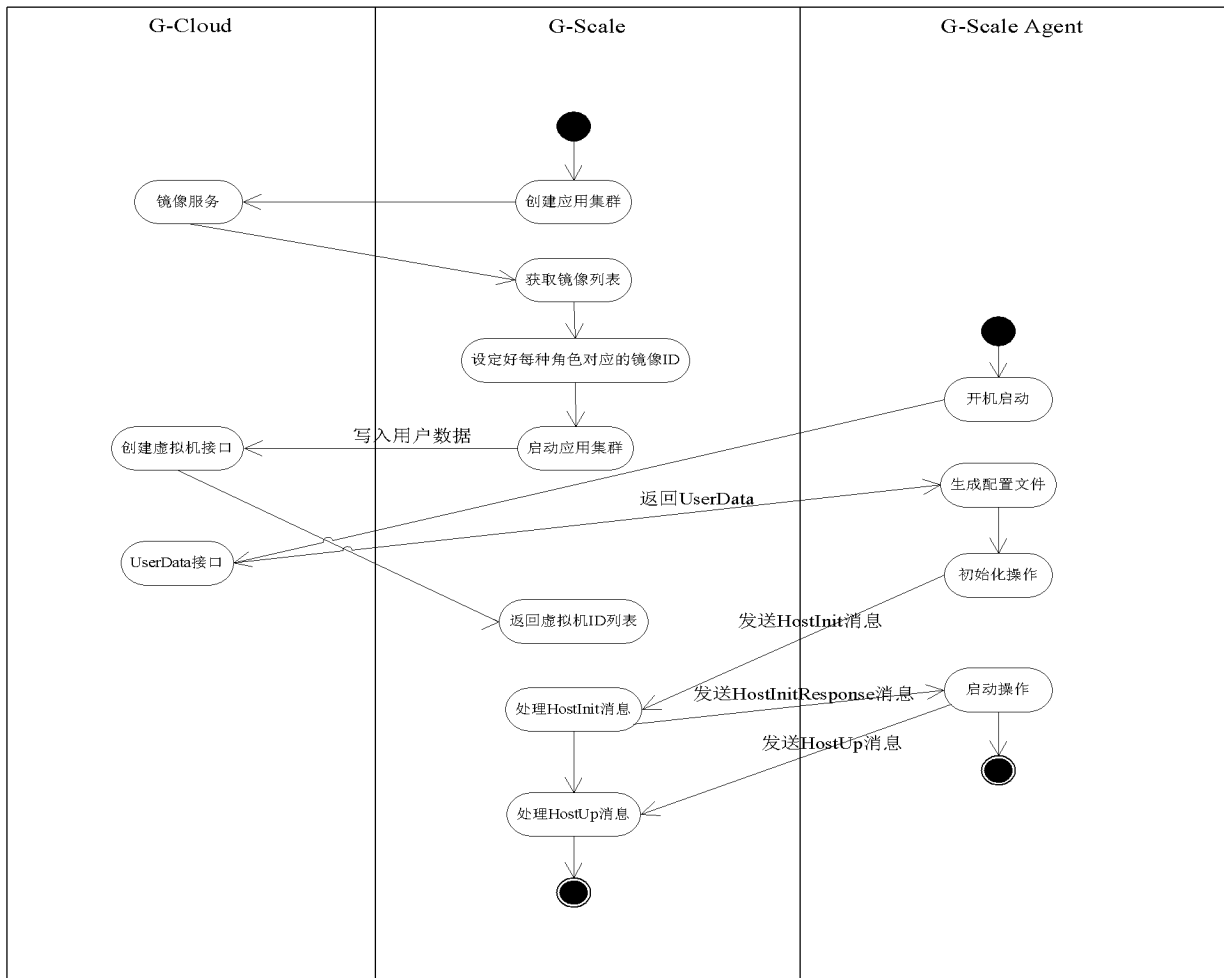 G-Cloud
G-Scale
G-Scale Agent
镜像服务
创建应用集群
获取镜像列表
设定好每种角色对应的镜像ID
开机启动
写入用户数据
创建虚拟机接口
启动应用集群
生成配置文件
返回UserData
UserData接口
初始化操作
返回虚拟机ID列表
发送HostInit消息
启动操作
发送HostInitResponse消息
处理HostInit消息
发送HostUp消息
处理HostUp消息